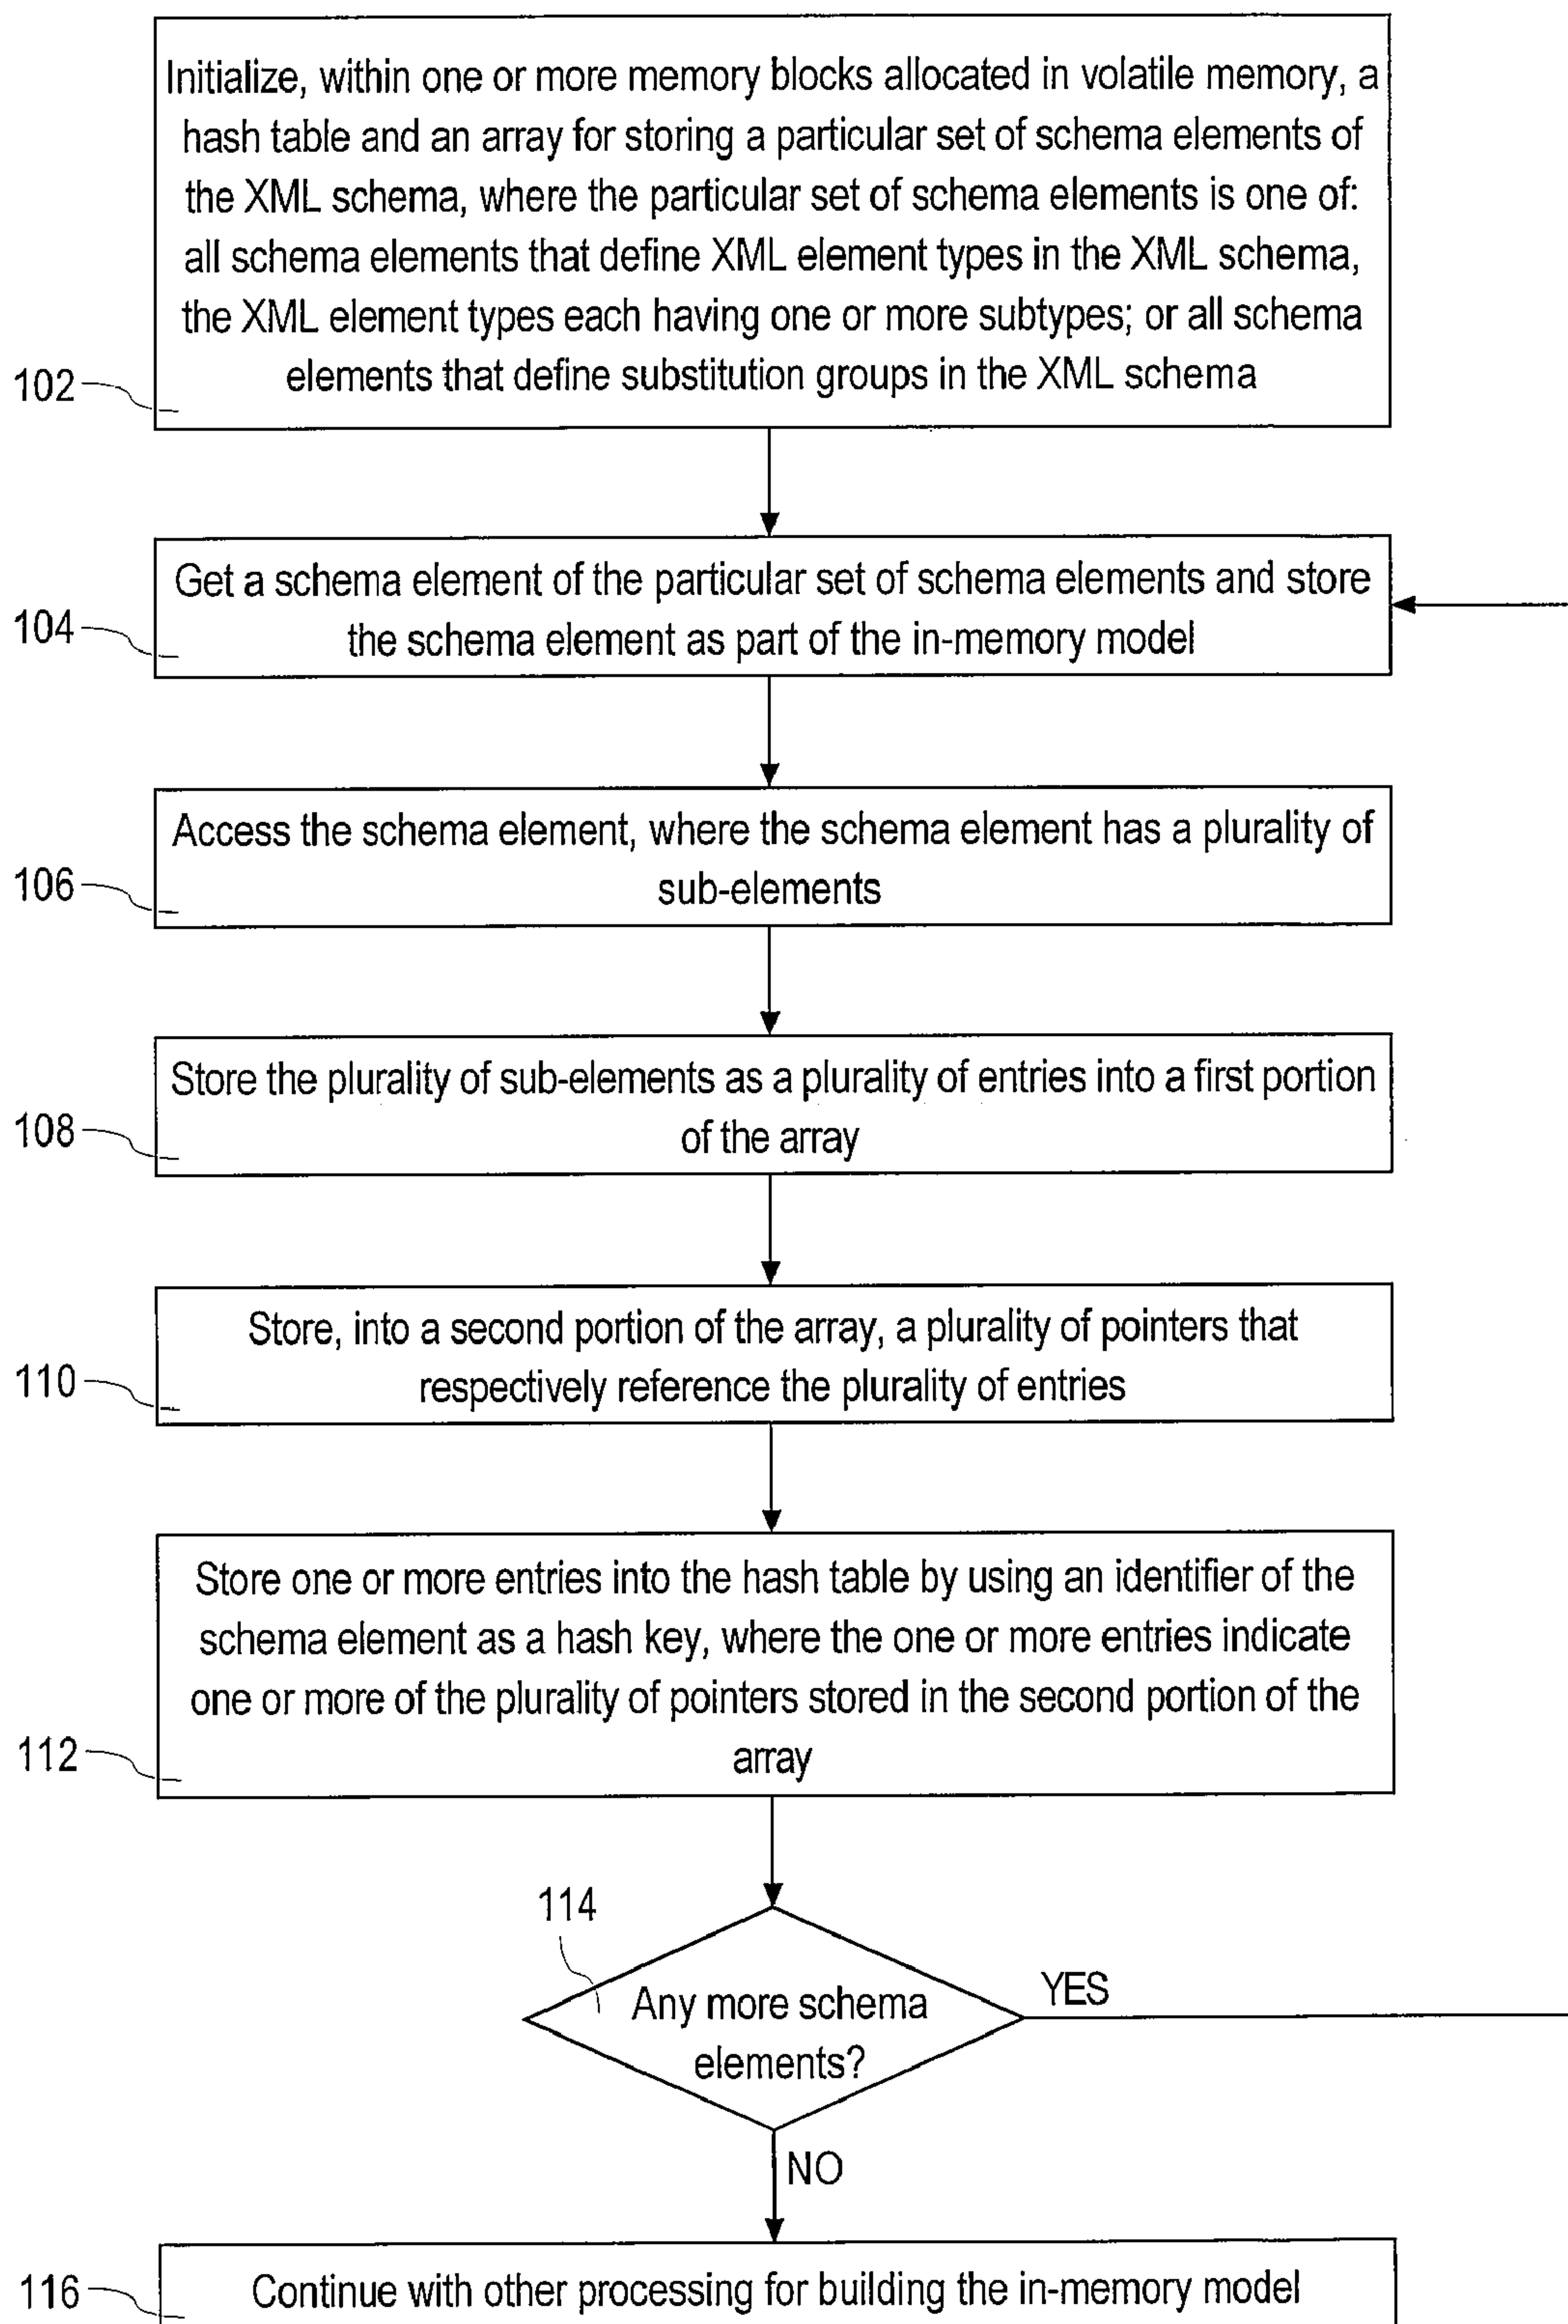 Initialize, within one or more memory blocks allocated in volatile memory, a
hash table and an array for storing a particular set of schema elements of
the XML schema, where the particular set of schema elements is one of:
all schema elements that define XML element types in the XML schema,
the XML element types each having one or more subtypes; or all schema
elements that define substitution groups in the XML schema
102
Get a schema element of the particular set of schema elements and store
the schema element as part of the in-memory model
104
Access the schema element, where the schema element has a plurality of
sub-elements
106
Store the plurality of sub-elements as a plurality of entries into a first portion
of the array
108
Store, into a second portion of the array, a plurality of pointers that
respectively reference the plurality of entries
110
Store one or more entries into the hash table by using an identifier of the
schema element as a hash key, where the one or more entries indicate
one or more of the plurality of pointers stored in the second portion of the
array
112
114
Any more schema
elements?
YES
NO
Continue with other processing for building the in-memory model
116